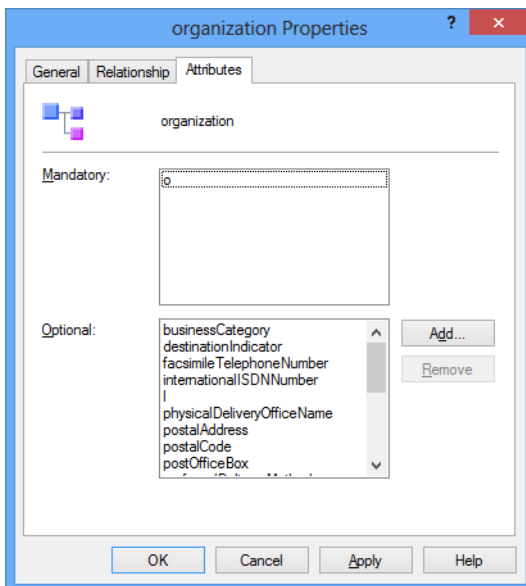 organization Properties
?
General Relationship Attributes
organization
Mandatory:
o
Optional:
businessCategory
destinationIndicator
facsimileTelephoneNumber
internationalISDNNumber
l
physicalDeliveryOfficeName
postalAddress
postalCode
postOfficeBox
Add...
Remove
OK Cancel Apply Help